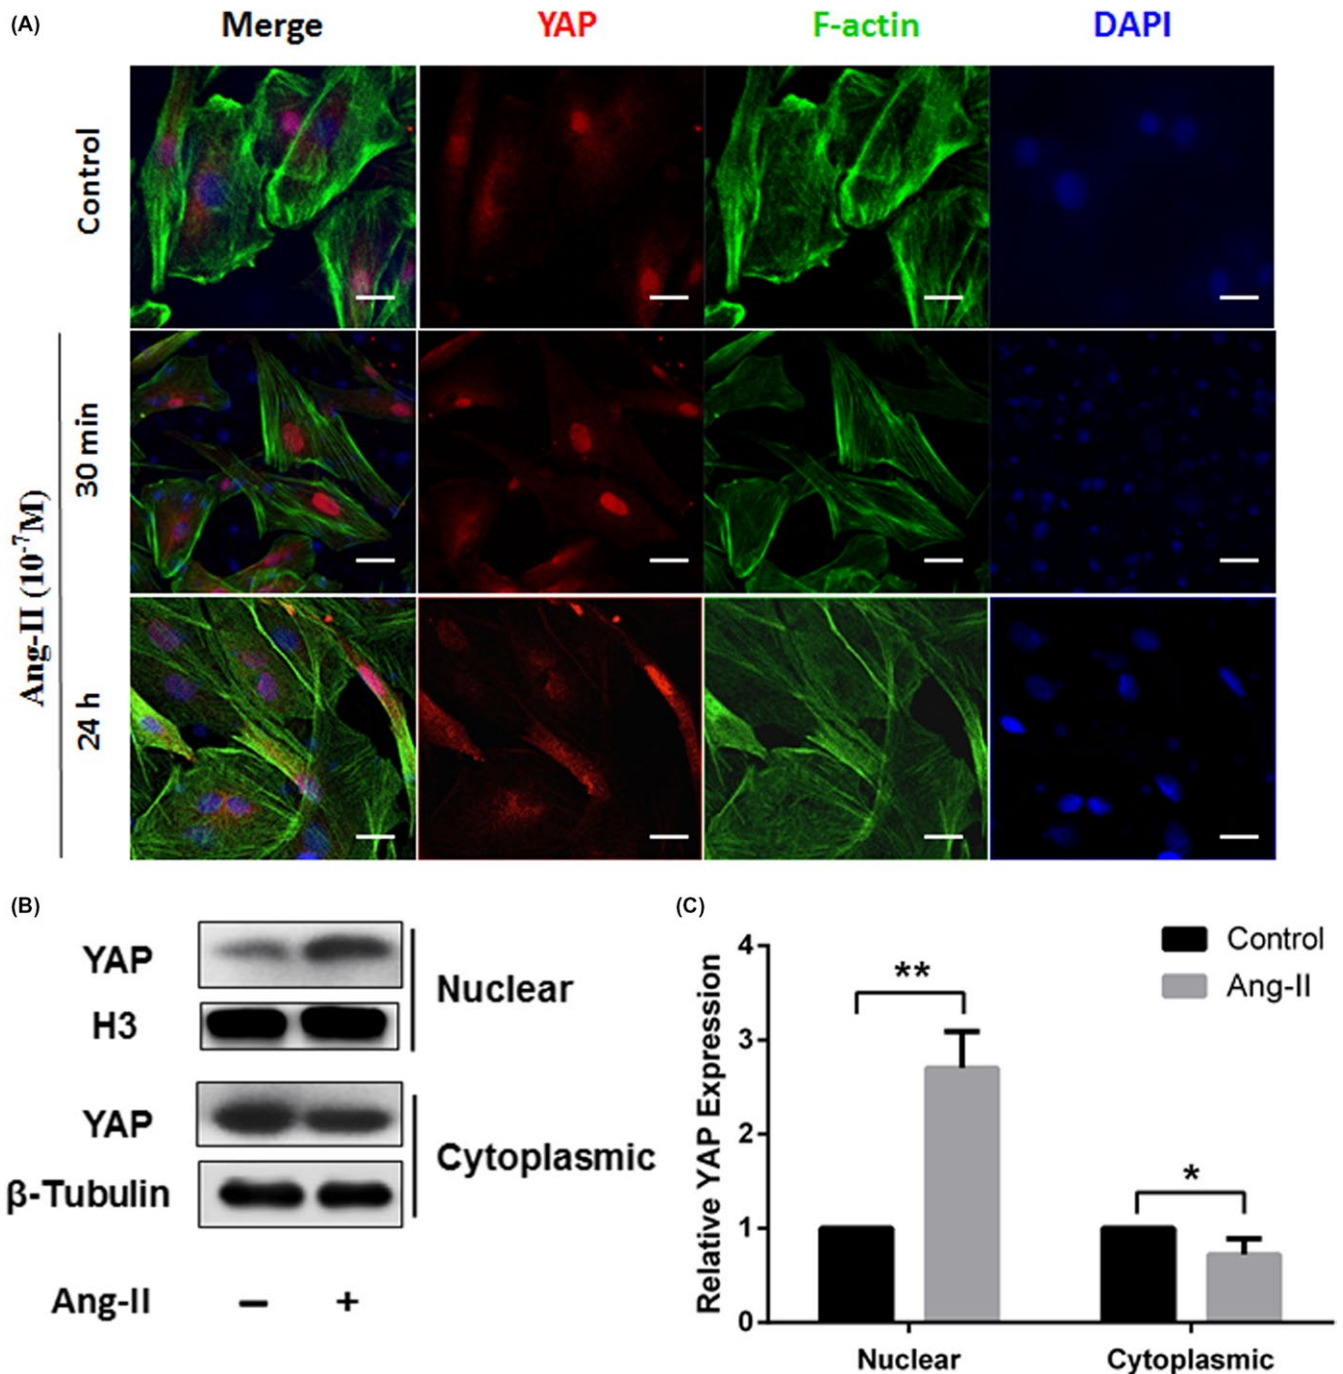 (A)
Merge YAP F-actin DAPI
Control
Ang-II (10⁻⁷M)
30 min
24 h
(B)
YAP
H3
Nuclear
YAP
β-Tubulin
Cytoplasmic
Ang-II − +
(C)
Relative YAP Expression
4
3
2
1
0
**
*
Control
Ang-II
Nuclear Cytoplasmic